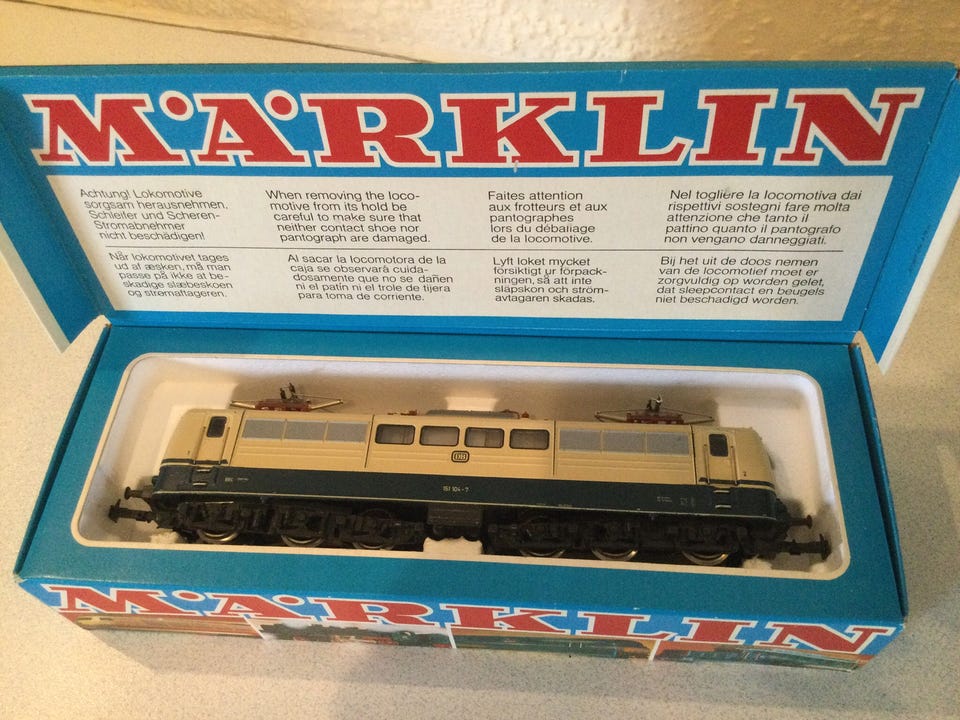 MÄRKLIN
Achtung! Lokomotive
sorgsam herausnehmen,
Schleifer und Scheren-
Stromabnehmer
nicht beschädigen!
When removing the loco-
motive from its hold be
careful to make sure that
neither contact shoe nor
pantograph are damaged.
Faites attention
aux frotteurs et aux
pantographes
lors du déballage
de la locomotive.
Nel togliere la locomotiva dai
rispettivi sostegni fare molta
attenzione che tanto il
pattino quanto il pantografo
non vengano danneggiati.
Når lokomotivet tages
ud af æsken, må man
passe på ikke at be-
skadige slæbeskoen
og strømaftageren.
Al sacar la locomotora de la
caja se observará cuida-
dosamente que no se dañen
ni el patín ni el trole de tijera
para toma de corriente.
Lyft loket mycket
försiktigt ur förpack-
ningen, så att inte
släpskon och ström-
avtagaren skadas.
Bij het uit de doos nemen
van de locomotief moet er
zorgvuldig op worden gelet,
dat sleepcontact en beugels
niet beschadigd worden.
DB
151 104-7
MÄRKLIN